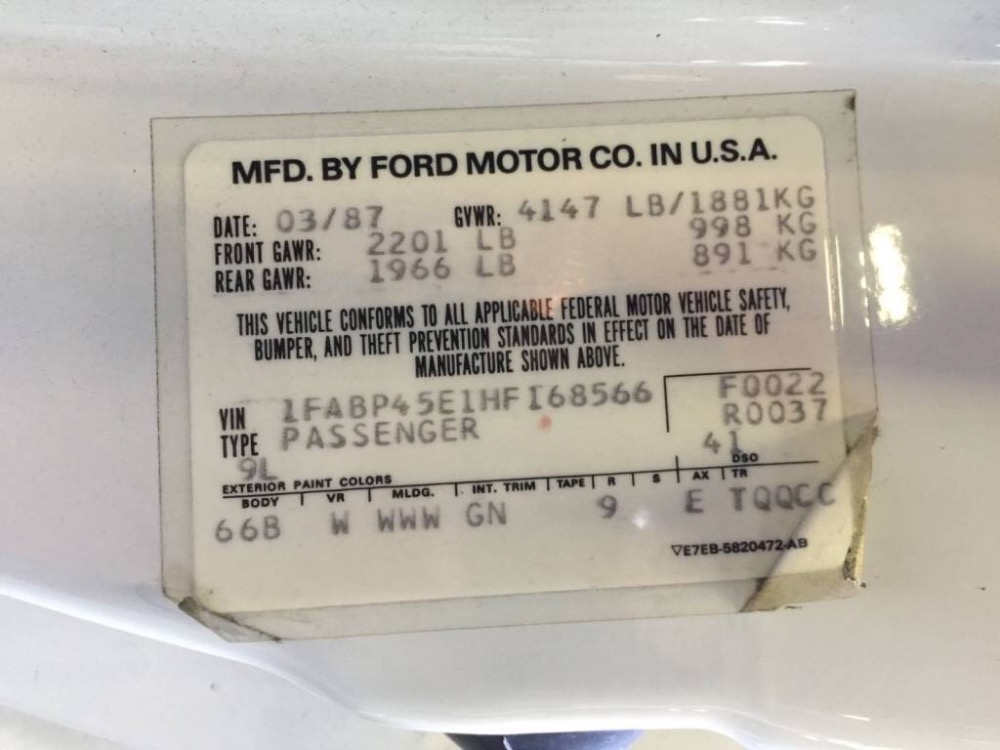 MFD. BY FORD MOTOR CO. IN U.S.A.
DATE: 03/87 GVWR: 4147 LB/1881KG
FRONT GAWR: 2201 LB 998 KG
REAR GAWR: 1966 LB 891 KG
THIS VEHICLE CONFORMS TO ALL APPLICABLE FEDERAL MOTOR VEHICLE SAFETY,
BUMPER, AND THEFT PREVENTION STANDARDS IN EFFECT ON THE DATE OF
MANUFACTURE SHOWN ABOVE.
VIN 1FABP45E1HF168566 F0022
TYPE PASSENGER R0037
9L 41
EXTERIOR PAINT COLORS DSO
BODY VR MLDG. INT. TRIM TAPE R S AX TR
66B W WWW GN 9 E TQQCC
▽E7EB-5820472-AB